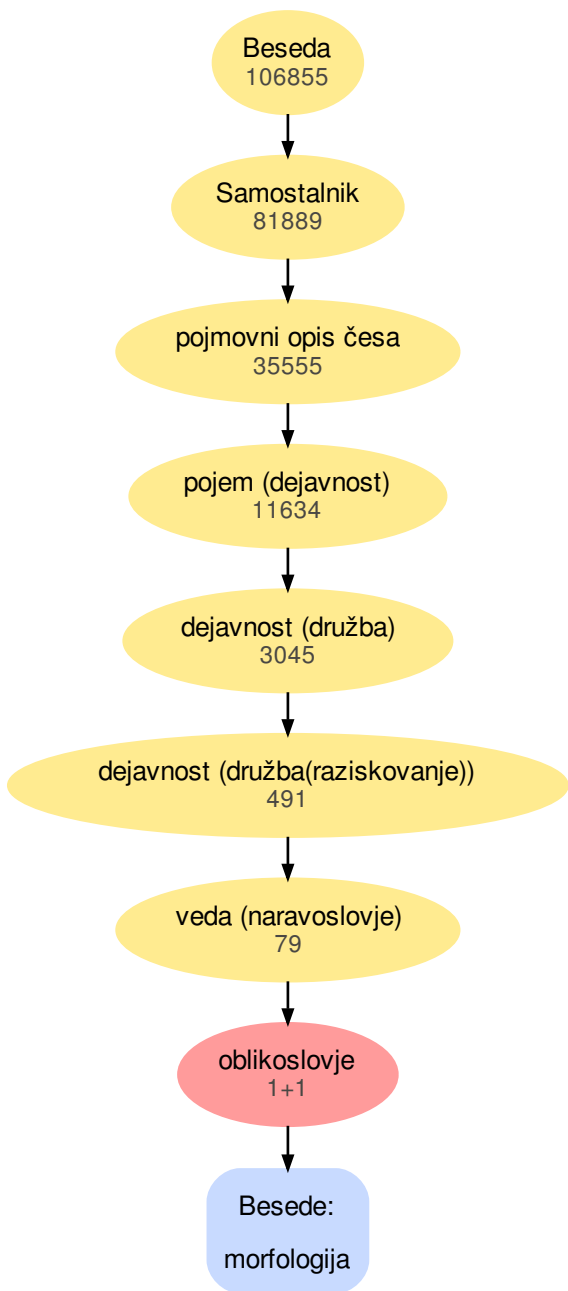 Beseda
106855
Samostalnik
81889
pojmovni opis česa
35555
pojem (dejavnost)
11634
dejavnost (družba)
3045
dejavnost (družba(raziskovanje))
491
veda (naravoslovje)
79
oblikoslovje
1+1
Besede:
morfologija